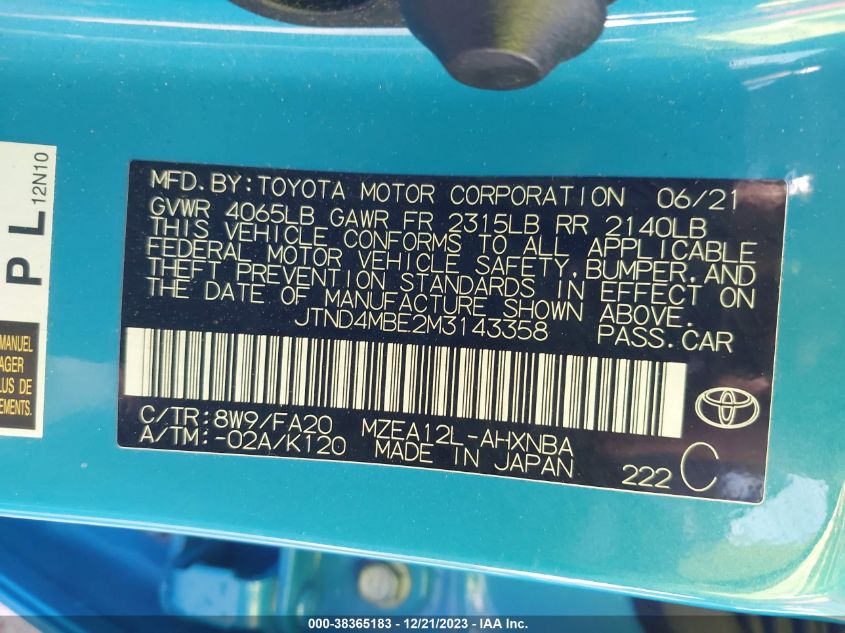 P L
12N10
MANUEL
AGER
LUS DE
EMENTS.
MFD. BY: TOYOTA MOTOR CORPORATION 06/21
GVWR 4065LB GAWR FR 2315LB RR 2140LB
THIS VEHICLE CONFORMS TO ALL APPLICABLE
FEDERAL MOTOR VEHICLE SAFETY, BUMPER, AND
THEFT PREVENTION STANDARDS IN EFFECT ON
THE DATE OF MANUFACTURE SHOWN ABOVE.
JTND4MBE2M3143358 PASS.CAR
C/TR: 8W9/FA20 MZEA12L-AHXNBA
A/TM: -02A/K120 MADE IN JAPAN
222 C
000-38365183 - 12/21/2023 - IAA Inc.